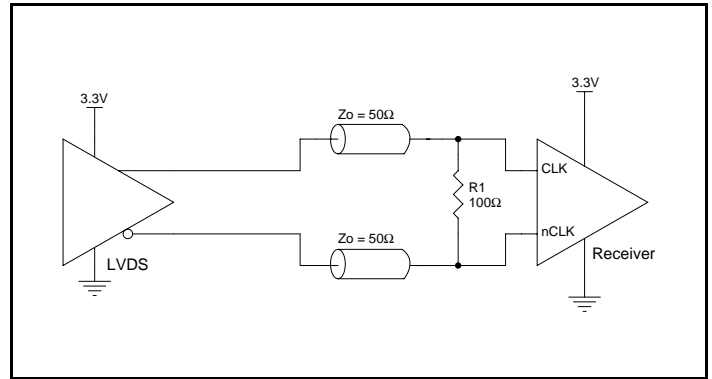 3.3V
3.3V
Zo = 50Ω
CLK
R1
100Ω
nCLK
Zo = 50Ω
LVDS
Receiver